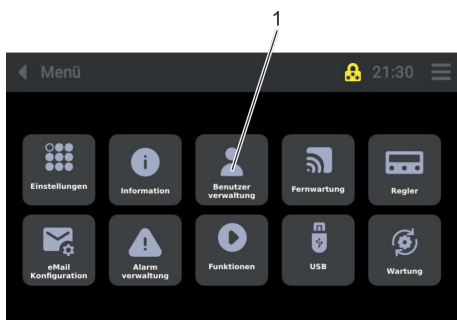 1
Menü
21:30
Einstellungen
Information
Benutzer
verwaltung
Fernwartung
Regler
eMail
Konfiguration
Alarm
verwaltung
Funktionen
USB
Wartung